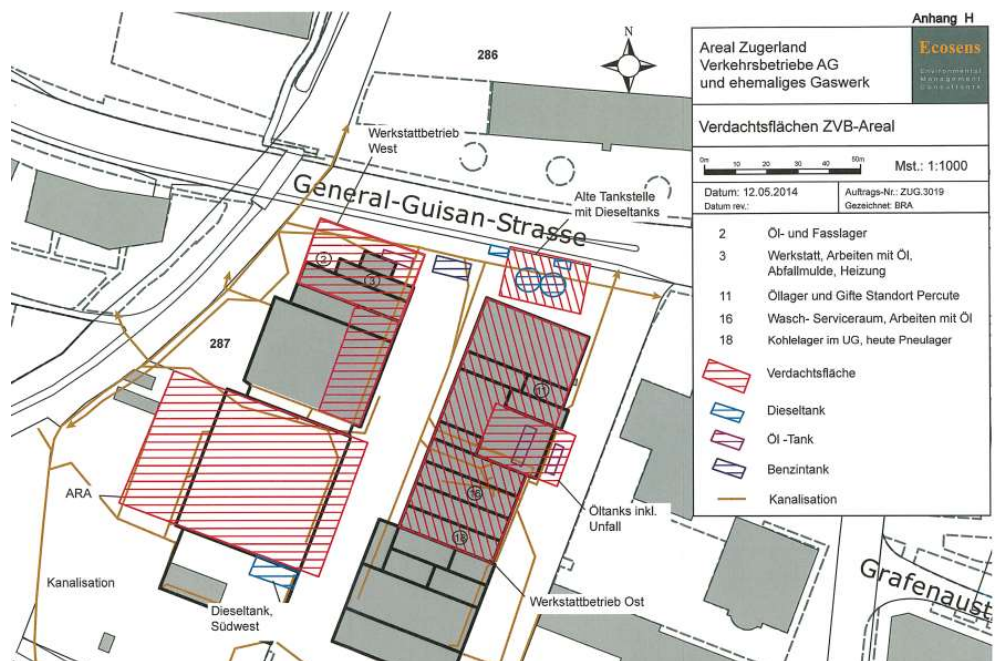 Anhang H
Areal Zugerland
Verkehrsbetriebe AG
und ehemaliges Gaswerk
Ecosens
Environmental
Management
Consultants
Verdachtsflächen ZVB-Areal
0m 10 20 30 40 50m
Mst.: 1:1000
Datum: 12.05.2014
Datum rev.:
Auftrags-Nr.: ZUG.3019
Gezeichnet: BRA
2 Öl- und Fasslager
3 Werkstatt, Arbeiten mit Öl,
Abfallmulde, Heizung
11 Öllager und Gifte Standort Percute
16 Wasch- Serviceraum, Arbeiten mit Öl
18 Kohlelager im UG, heute Pneulager
Verdachtsfläche
Dieseltank
Öl -Tank
Benzintank
Kanalisation
N
286
Werkstattbetrieb
West
General-Guisan-Strasse
Alte Tankstelle
mit Dieseltanks
2
3
287
11
16
18
ARA
Öltanks inkl.
Unfall
Kanalisation
Dieseltank,
Südwest
Werkstattbetrieb Ost
Grafenaust